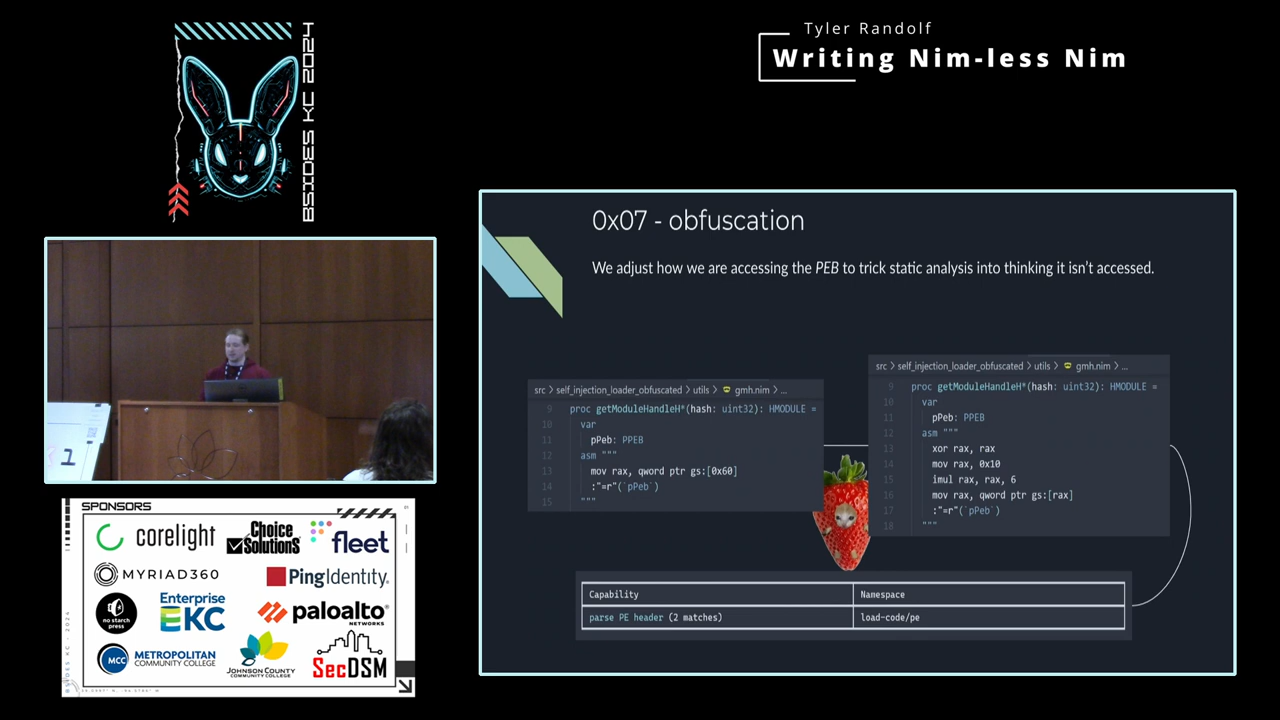 Tyler Randolf
Writing Nim-less Nim
BSIDES KC 2024
0x07 - obfuscation
We adjust how we are accessing the PEB to trick static analysis into thinking it isn't accessed.
src > self_injection_loader_obfuscated > utils > gmh.nim > ...
9 proc getModuleHandleH*(hash: uint32): HMODULE =
10 var
11 pPeb: PPEB
12 asm """
13 mov rax, qword ptr gs:[0x60]
14 :"=r"(`pPeb`)
15 """
src > self_injection_loader_obfuscated > utils > gmh.nim > ...
9 proc getModuleHandleH*(hash: uint32): HMODULE =
10 var
11 pPeb: PPEB
12 asm """
13 xor rax, rax
14 mov rax, 0x10
15 imul rax, rax, 6
16 mov rax, qword ptr gs:[rax]
17 :"=r"(`pPeb`)
18 """
Capability Namespace
parse PE header (2 matches) load-code/pe
1
SPONSORS
corelight
Choice
Solutions
fleet
MYRIAD360
PingIdentity.
no starch
press
Enterprise
KC
paloalto
NETWORKS
MCC
METROPOLITAN
COMMUNITY COLLEGE
JOHNSON COUNTY
COMMUNITY COLLEGE
SecDSM